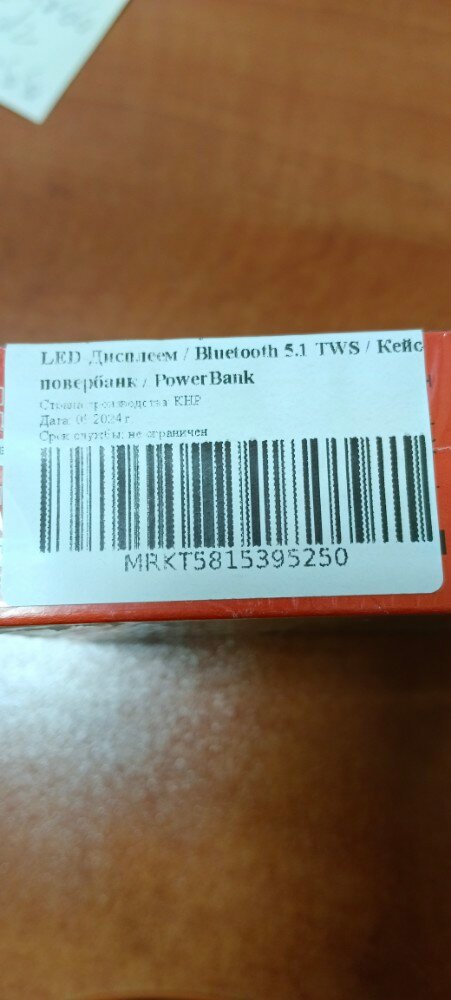 LED Дисплеем / Bluetooth 5.1 TWS / Кейс
повербанк / PowerBank
Страна производства КНР
Дата: 2024 г
Срок службы: не ограничен
MRKT5815395250